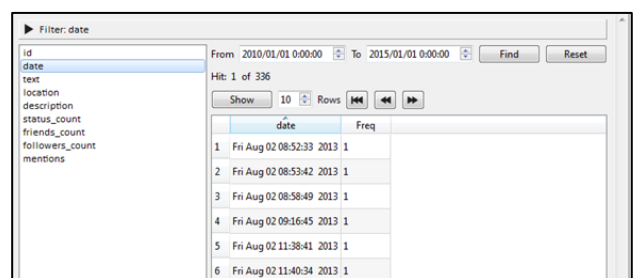 Filter: date
id
date
text
location
description
status_count
friends_count
followers_count
mentions
From 2010/01/01 0:00:00 To 2015/01/01 0:00:00 Find Reset
Hit: 1 of 336
Show 10 Rows
date Freq
1 Fri Aug 02 08:52:33 2013 1
2 Fri Aug 02 08:53:42 2013 1
3 Fri Aug 02 08:58:49 2013 1
4 Fri Aug 02 09:16:45 2013 1
5 Fri Aug 02 11:38:41 2013 1
6 Fri Aug 02 11:40:34 2013 1